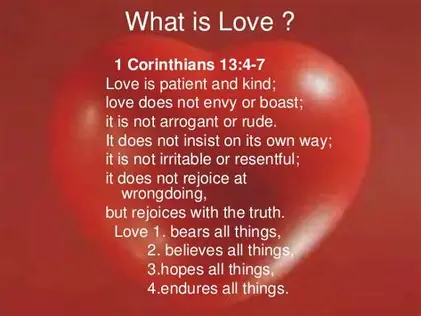 What is Love ?
1 Corinthians 13:4-7
Love is patient and kind;
love does not envy or boast;
it is not arrogant or rude.
It does not insist on its own way;
it is not irritable or resentful;
it does not rejoice at
wrongdoing,
but rejoices with the truth.
Love 1. bears all things,
2. believes all things,
3.hopes all things,
4.endures all things.